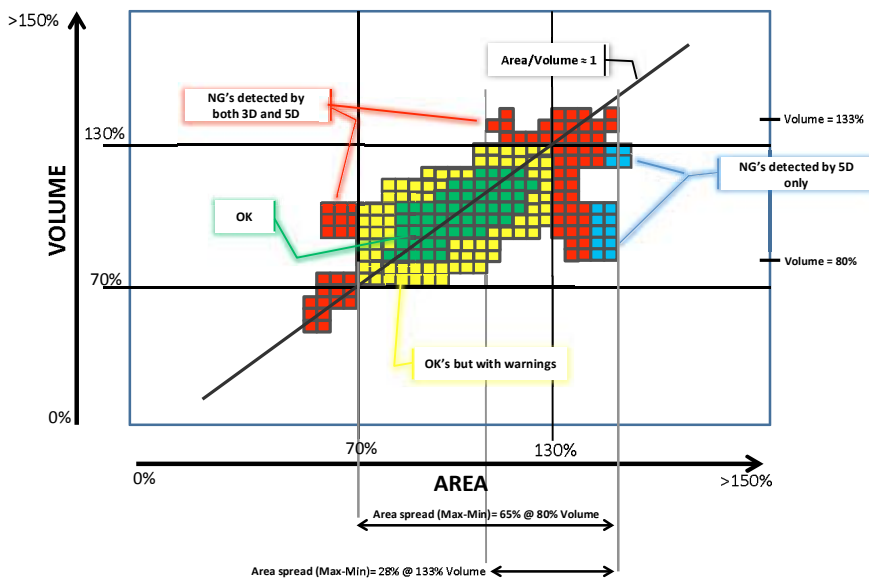 >150%
Area/Volume ≈ 1
NG's detected by
both 3D and 5D
Volume = 133%
130%
VOLUME
NG's detected by 5D
only
OK
Volume = 80%
70%
OK's but with warnings
0%
70%
130%
0%
AREA
>150%
Area spread (Max-Min)= 65% @ 80% Volume
Area spread (Max-Min)= 28% @ 133% Volume